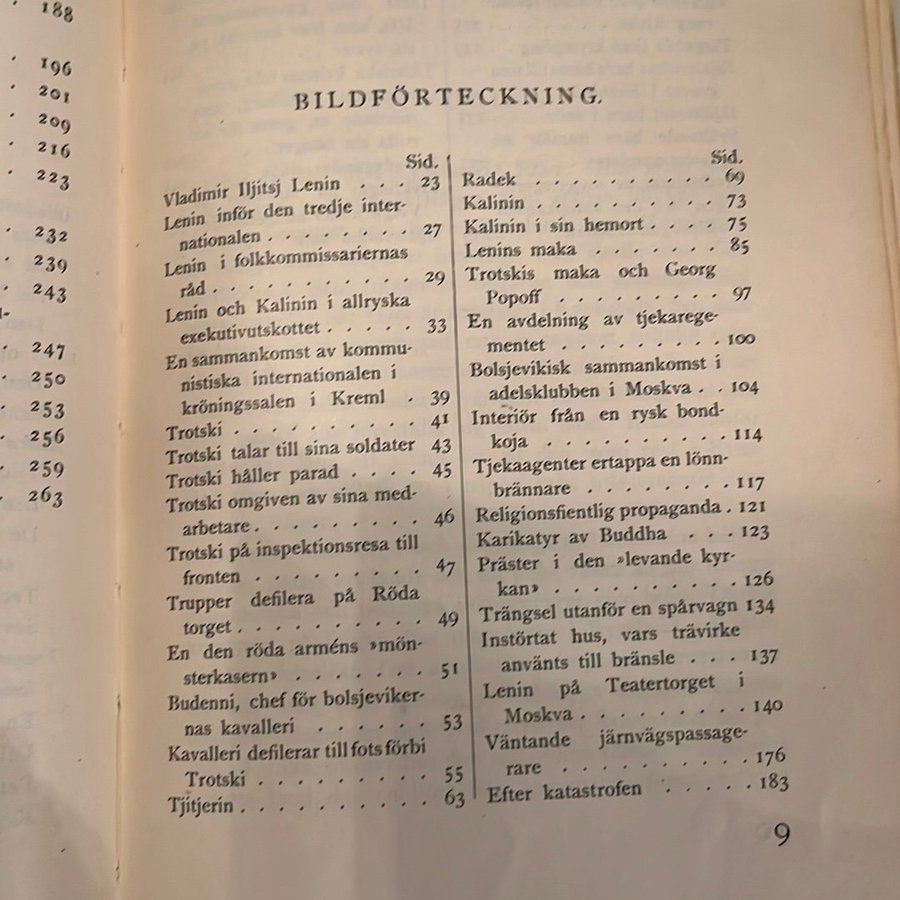 188
196
201
209
216
223
232
239
243
247
250
253
256
259
263
BILDFÖRTECKNING.
Sid.
Vladimir Iljitsj Lenin . . . 23
Lenin inför den tredje inter-
nationalen . . . . . . . . 27
Lenin i folkkommissariernas
råd . . . . . . . . . . . 29
Lenin och Kalinin i allryska
exekutivutskottet . . . . . 33
En sammankomst av kommu-
nistiska internationalen i
kröningssalen i Kreml . 39
Trotski . . . . . . . . . . 41
Trotski talar till sina soldater 43
Trotski håller parad . . . . 45
Trotski omgiven av sina med-
arbetare . . . . . . . . . 46
Trotski på inspektionsresa till
fronten . . . . . . . . . 47
Trupper defilera på Röda
torget . . . . . . . . . . 49
En den röda arméns »mön-
sterkasern» . . . . . . . 51
Budenni, chef för bolsjeviker-
nas kavalleri . . . . . . 53
Kavalleri defilerar till fots förbi
Trotski . . . . . . . . . 55
Tjitjerin . . . . . . . . . . 63
Sid.
Radek . . . . . . . . . . 69
Kalinin . . . . . . . . . . 73
Kalinin i sin hemort . . . . 75
Lenins maka . . . . . . . 85
Trotskis maka och Georg
Popoff . . . . . . . . . 97
En avdelning av tjekarege-
mentet . . . . . . . . . 100
Bolsjevikisk sammankomst i
adelsklubben i Moskva . . 104
Interiör från en rysk bond-
koja . . . . . . . . . . 114
Tjekaagenter ertappa en lönn-
brännare . . . . . . . . 117
Religionsfientlig propaganda . 121
Karikatyr av Buddha . . . 123
Präster i den »levande kyr-
kan» . . . . . . . . . . 126
Trängsel utanför en spårvagn 134
Instörtat hus, vars trävirke
använts till bränsle . . . 137
Lenin på Teatertorget i
Moskva . . . . . . . . . 140
Väntande järnvägspassage-
rare . . . . . . . . . . 176
Efter katastrofen . . . . . 183
9